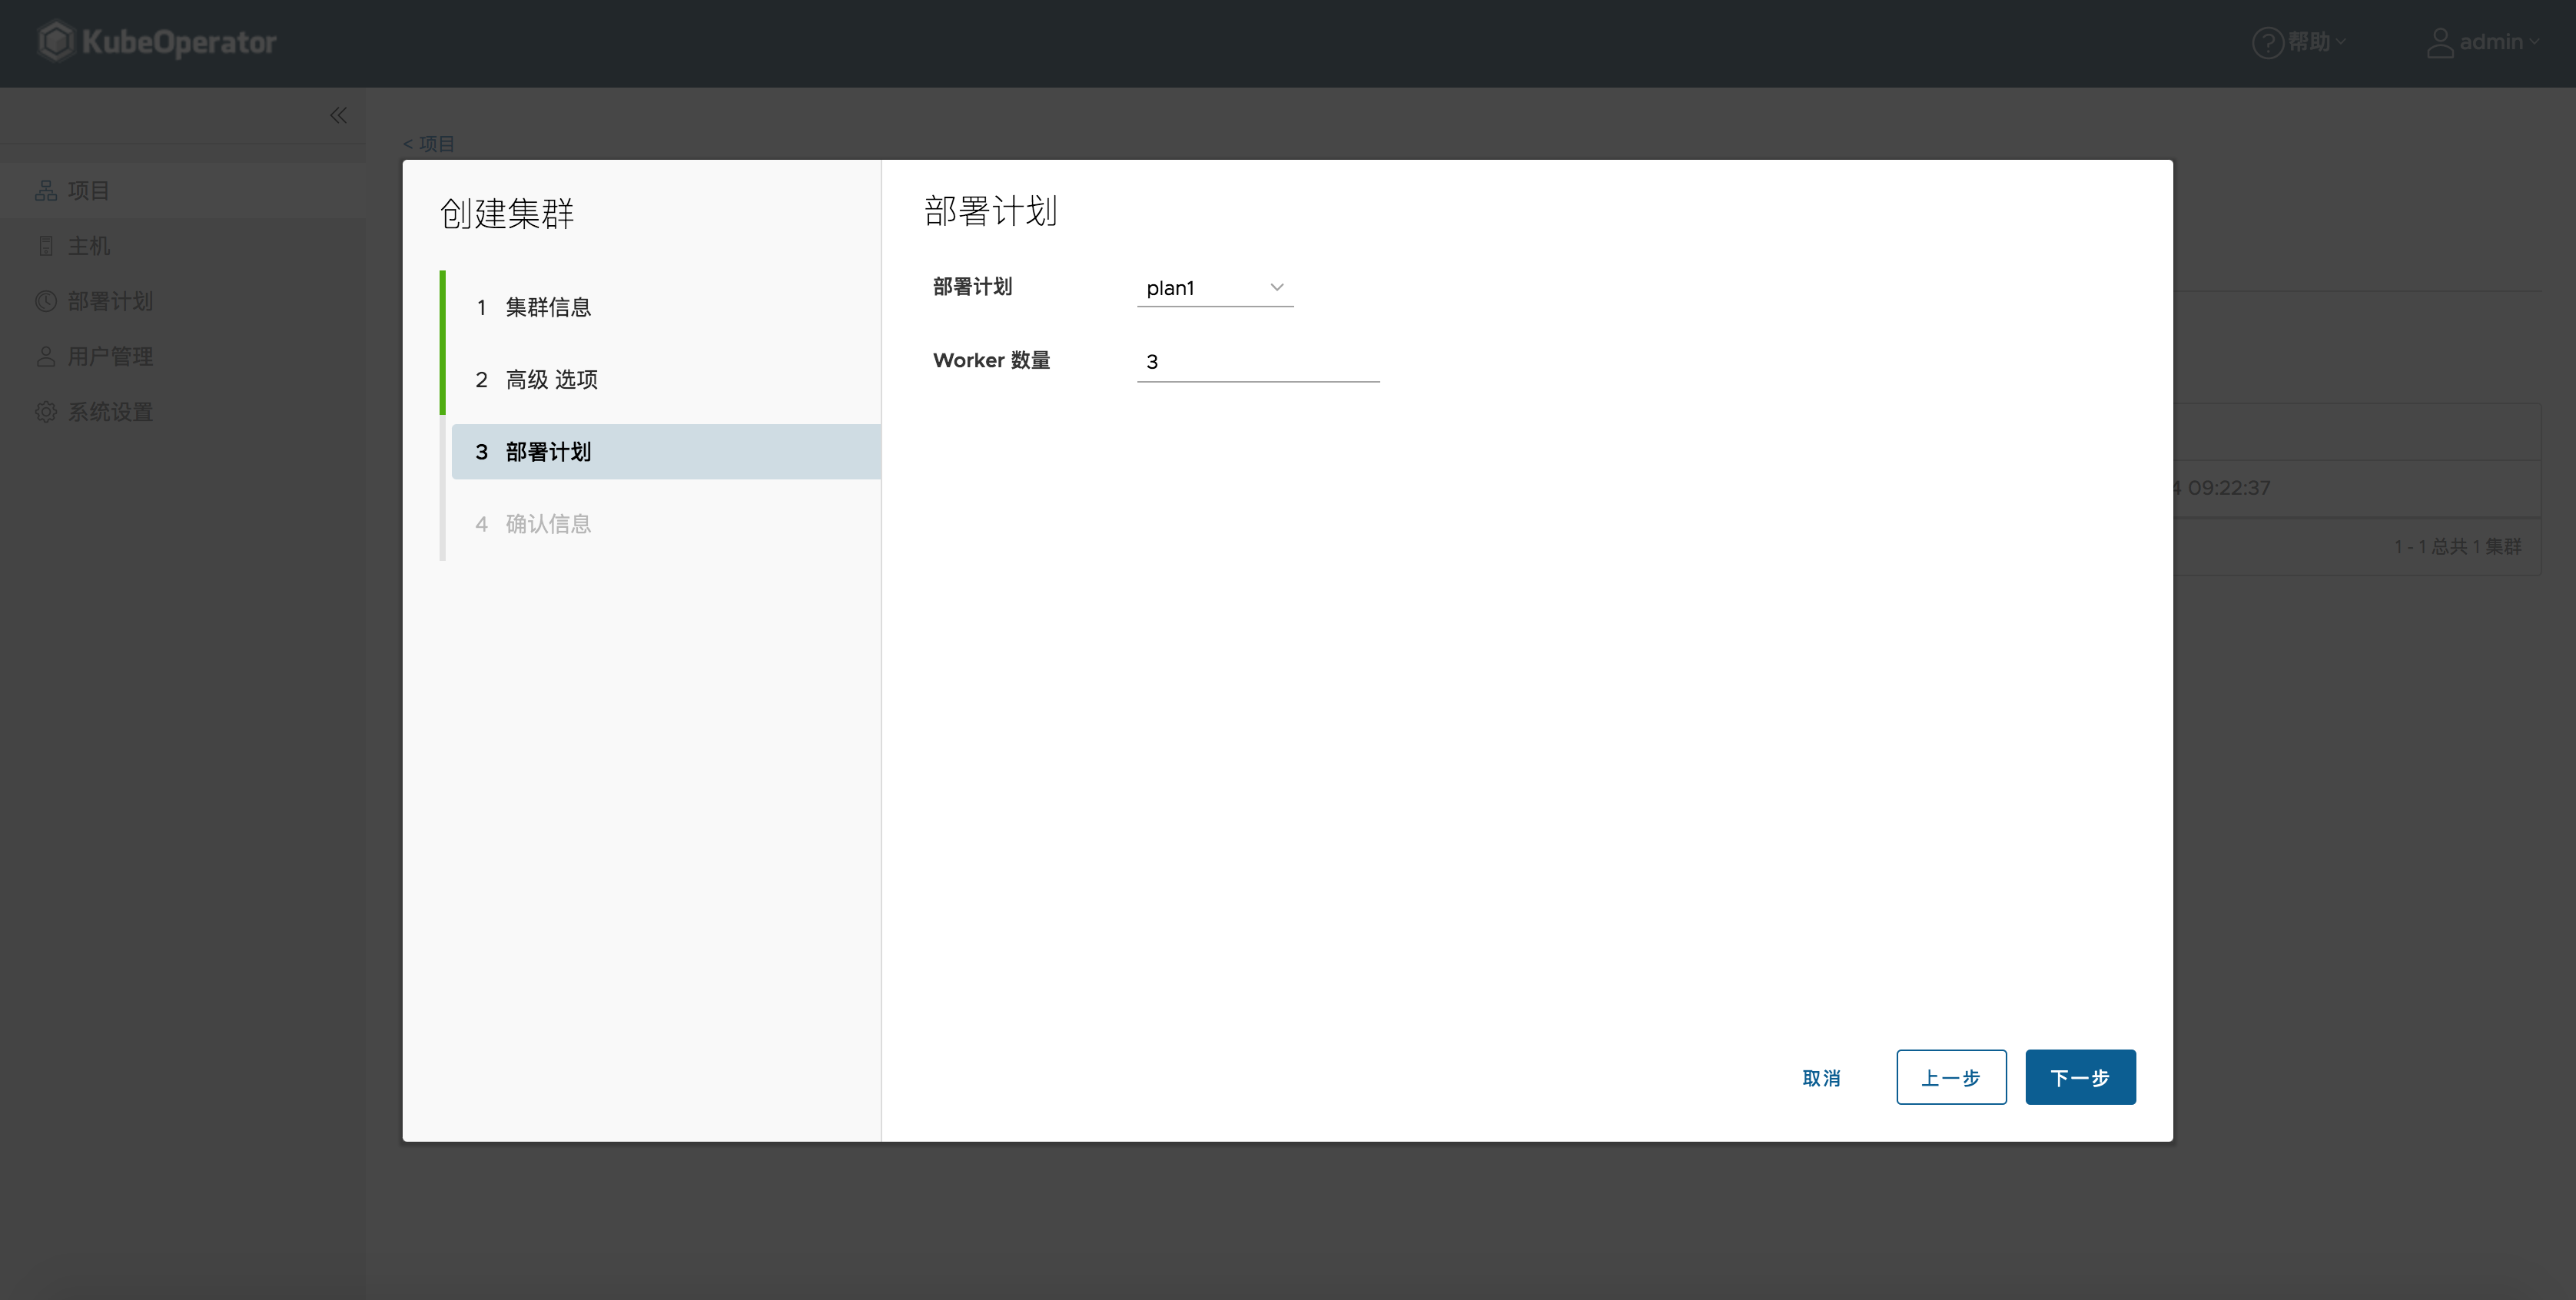 KubeOperator
帮助
admin
< 项目
项目
主机
部署计划
用户管理
系统设置
创建集群
1 集群信息
2 高级 选项
3 部署计划
4 确认信息
部署计划
部署计划 plan1
Worker 数量 3
4 09:22:37
1 - 1 总共 1 集群
取消
上一步
下一步